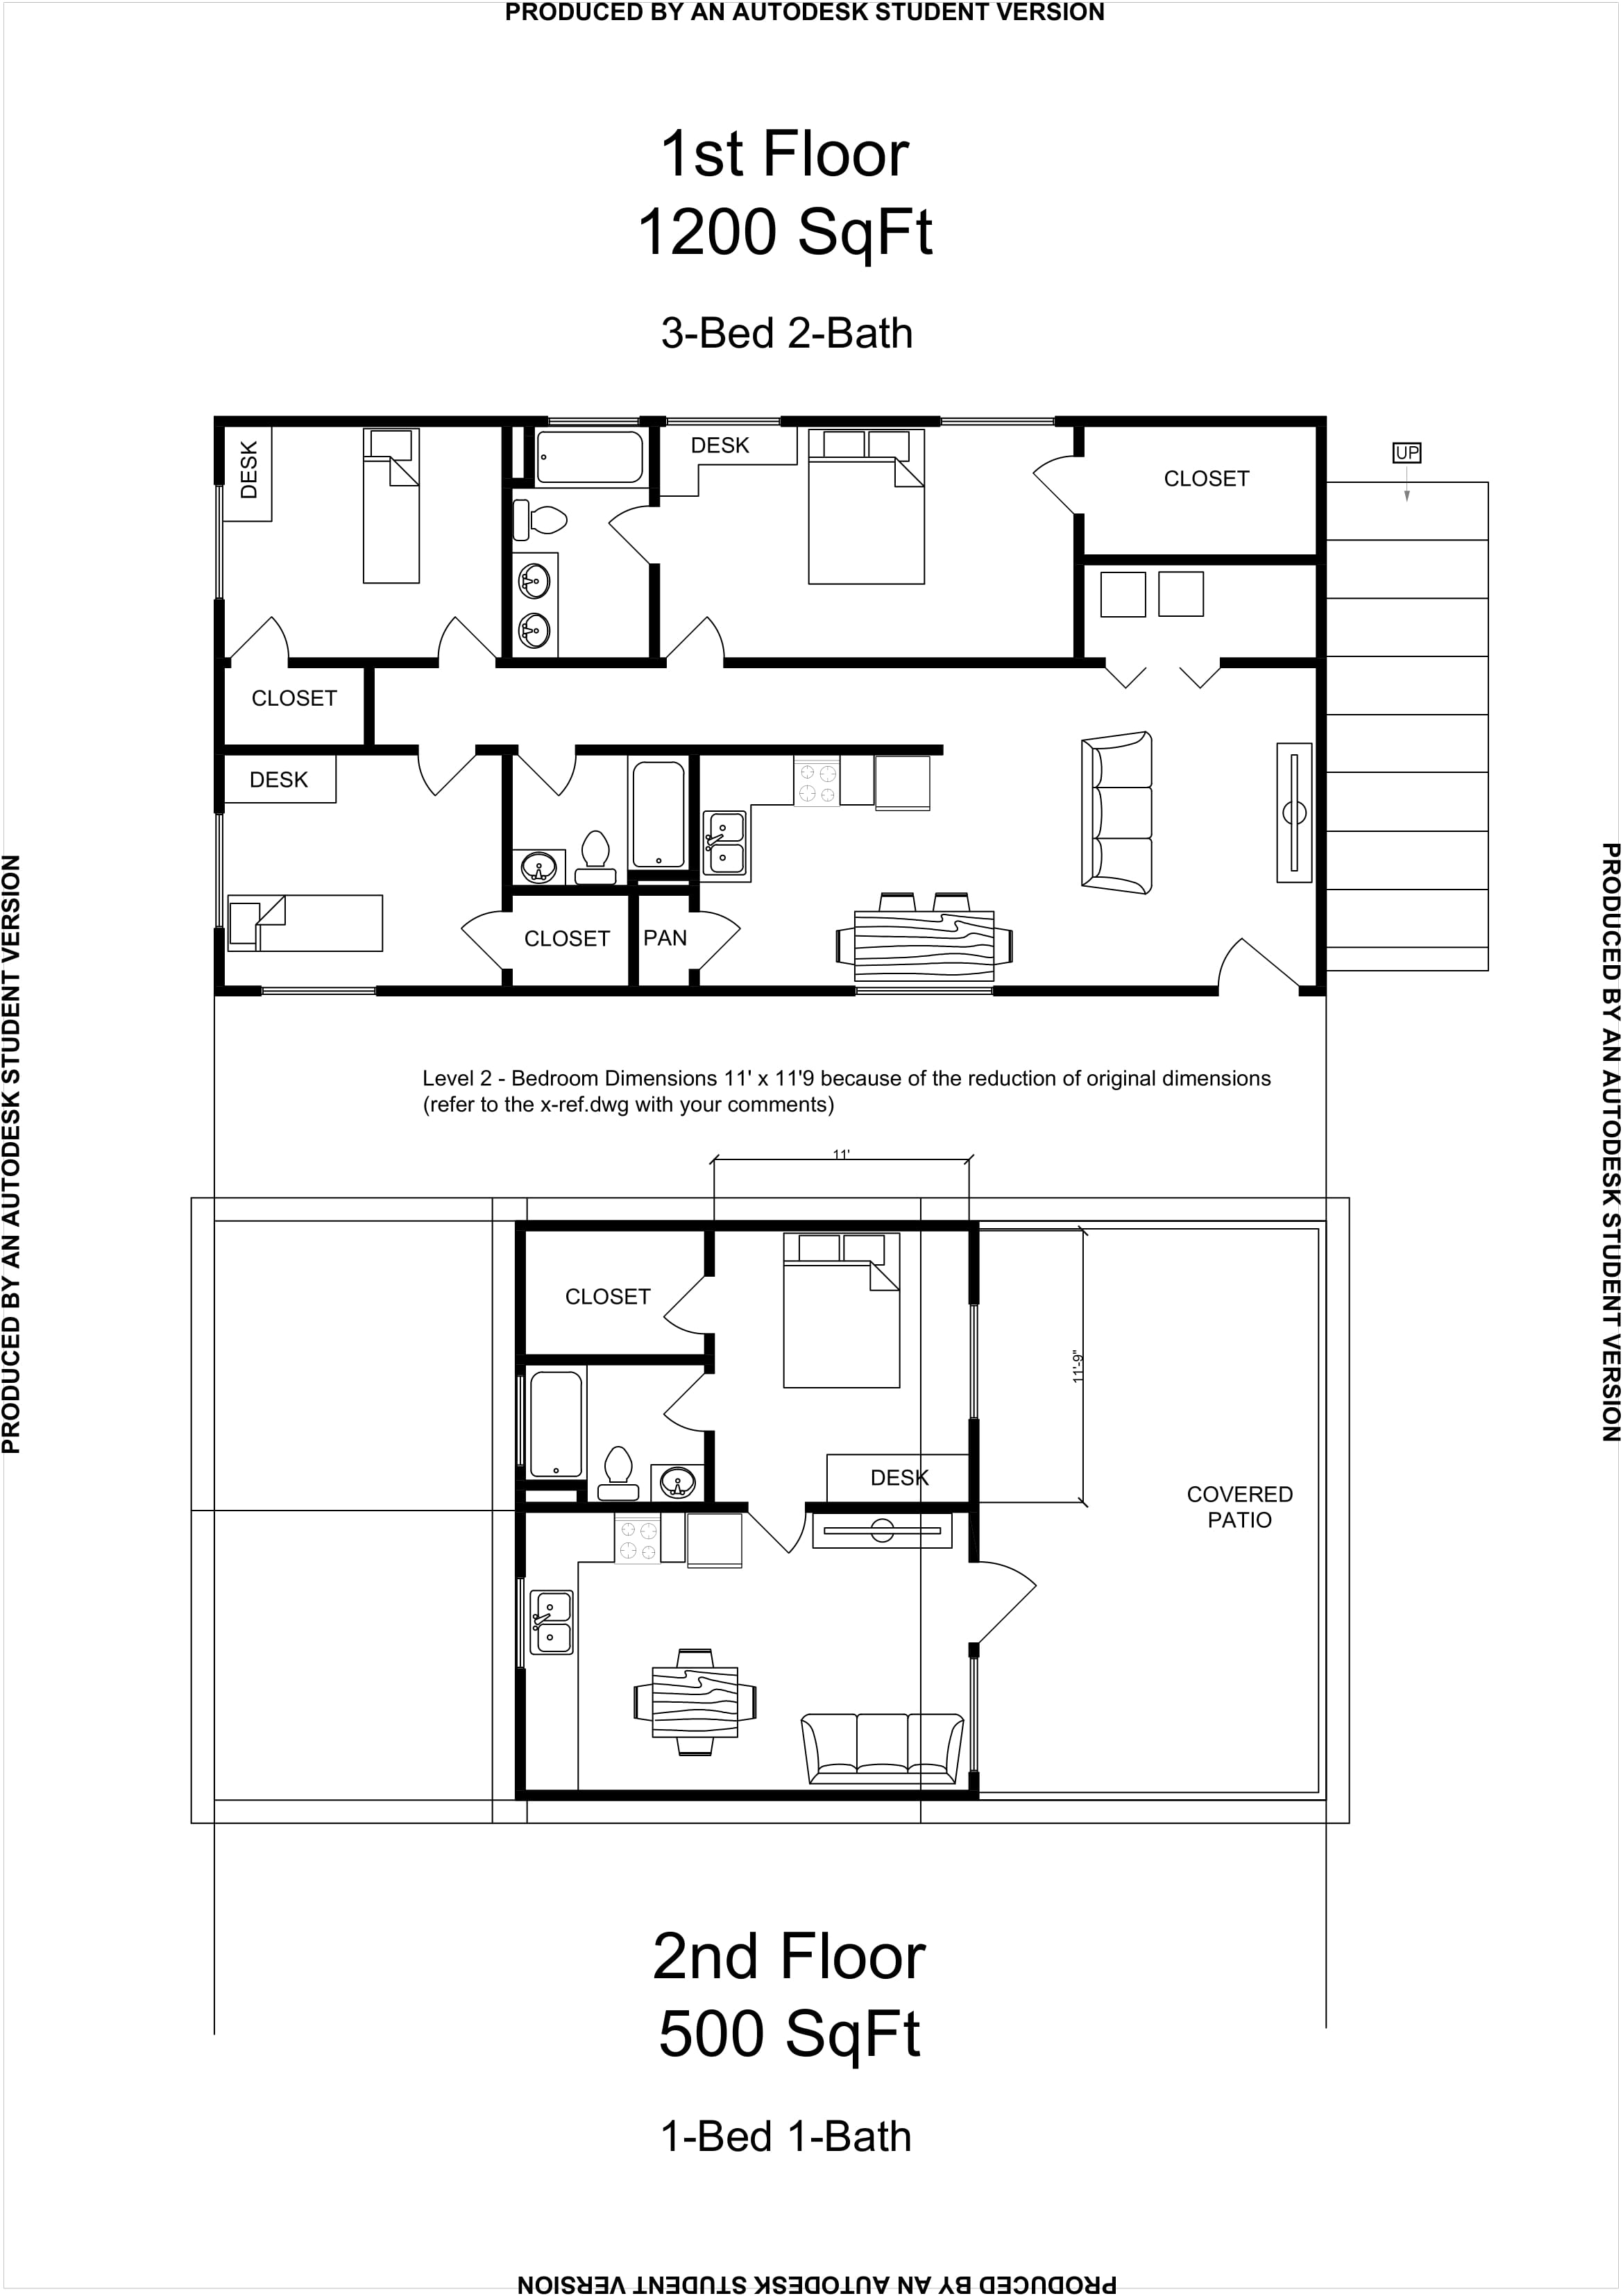 PRODUCED BY AN AUTODESK STUDENT VERSION
1st Floor
1200 SqFt
3-Bed 2-Bath
DESK
DESK
CLOSET
UP
CLOSET
DESK
CLOSET
PAN
PRODUCED BY AN AUTODESK STUDENT VERSION
PRODUCED BY AN AUTODESK STUDENT VERSION
Level 2 - Bedroom Dimensions 11' x 11'9 because of the reduction of original dimensions
(refer to the x-ref.dwg with your comments)
11'
CLOSET
11'-9"
DESK
COVERED
PATIO
2nd Floor
500 SqFt
1-Bed 1-Bath
PRODUCED BY AN AUTODESK STUDENT VERSION